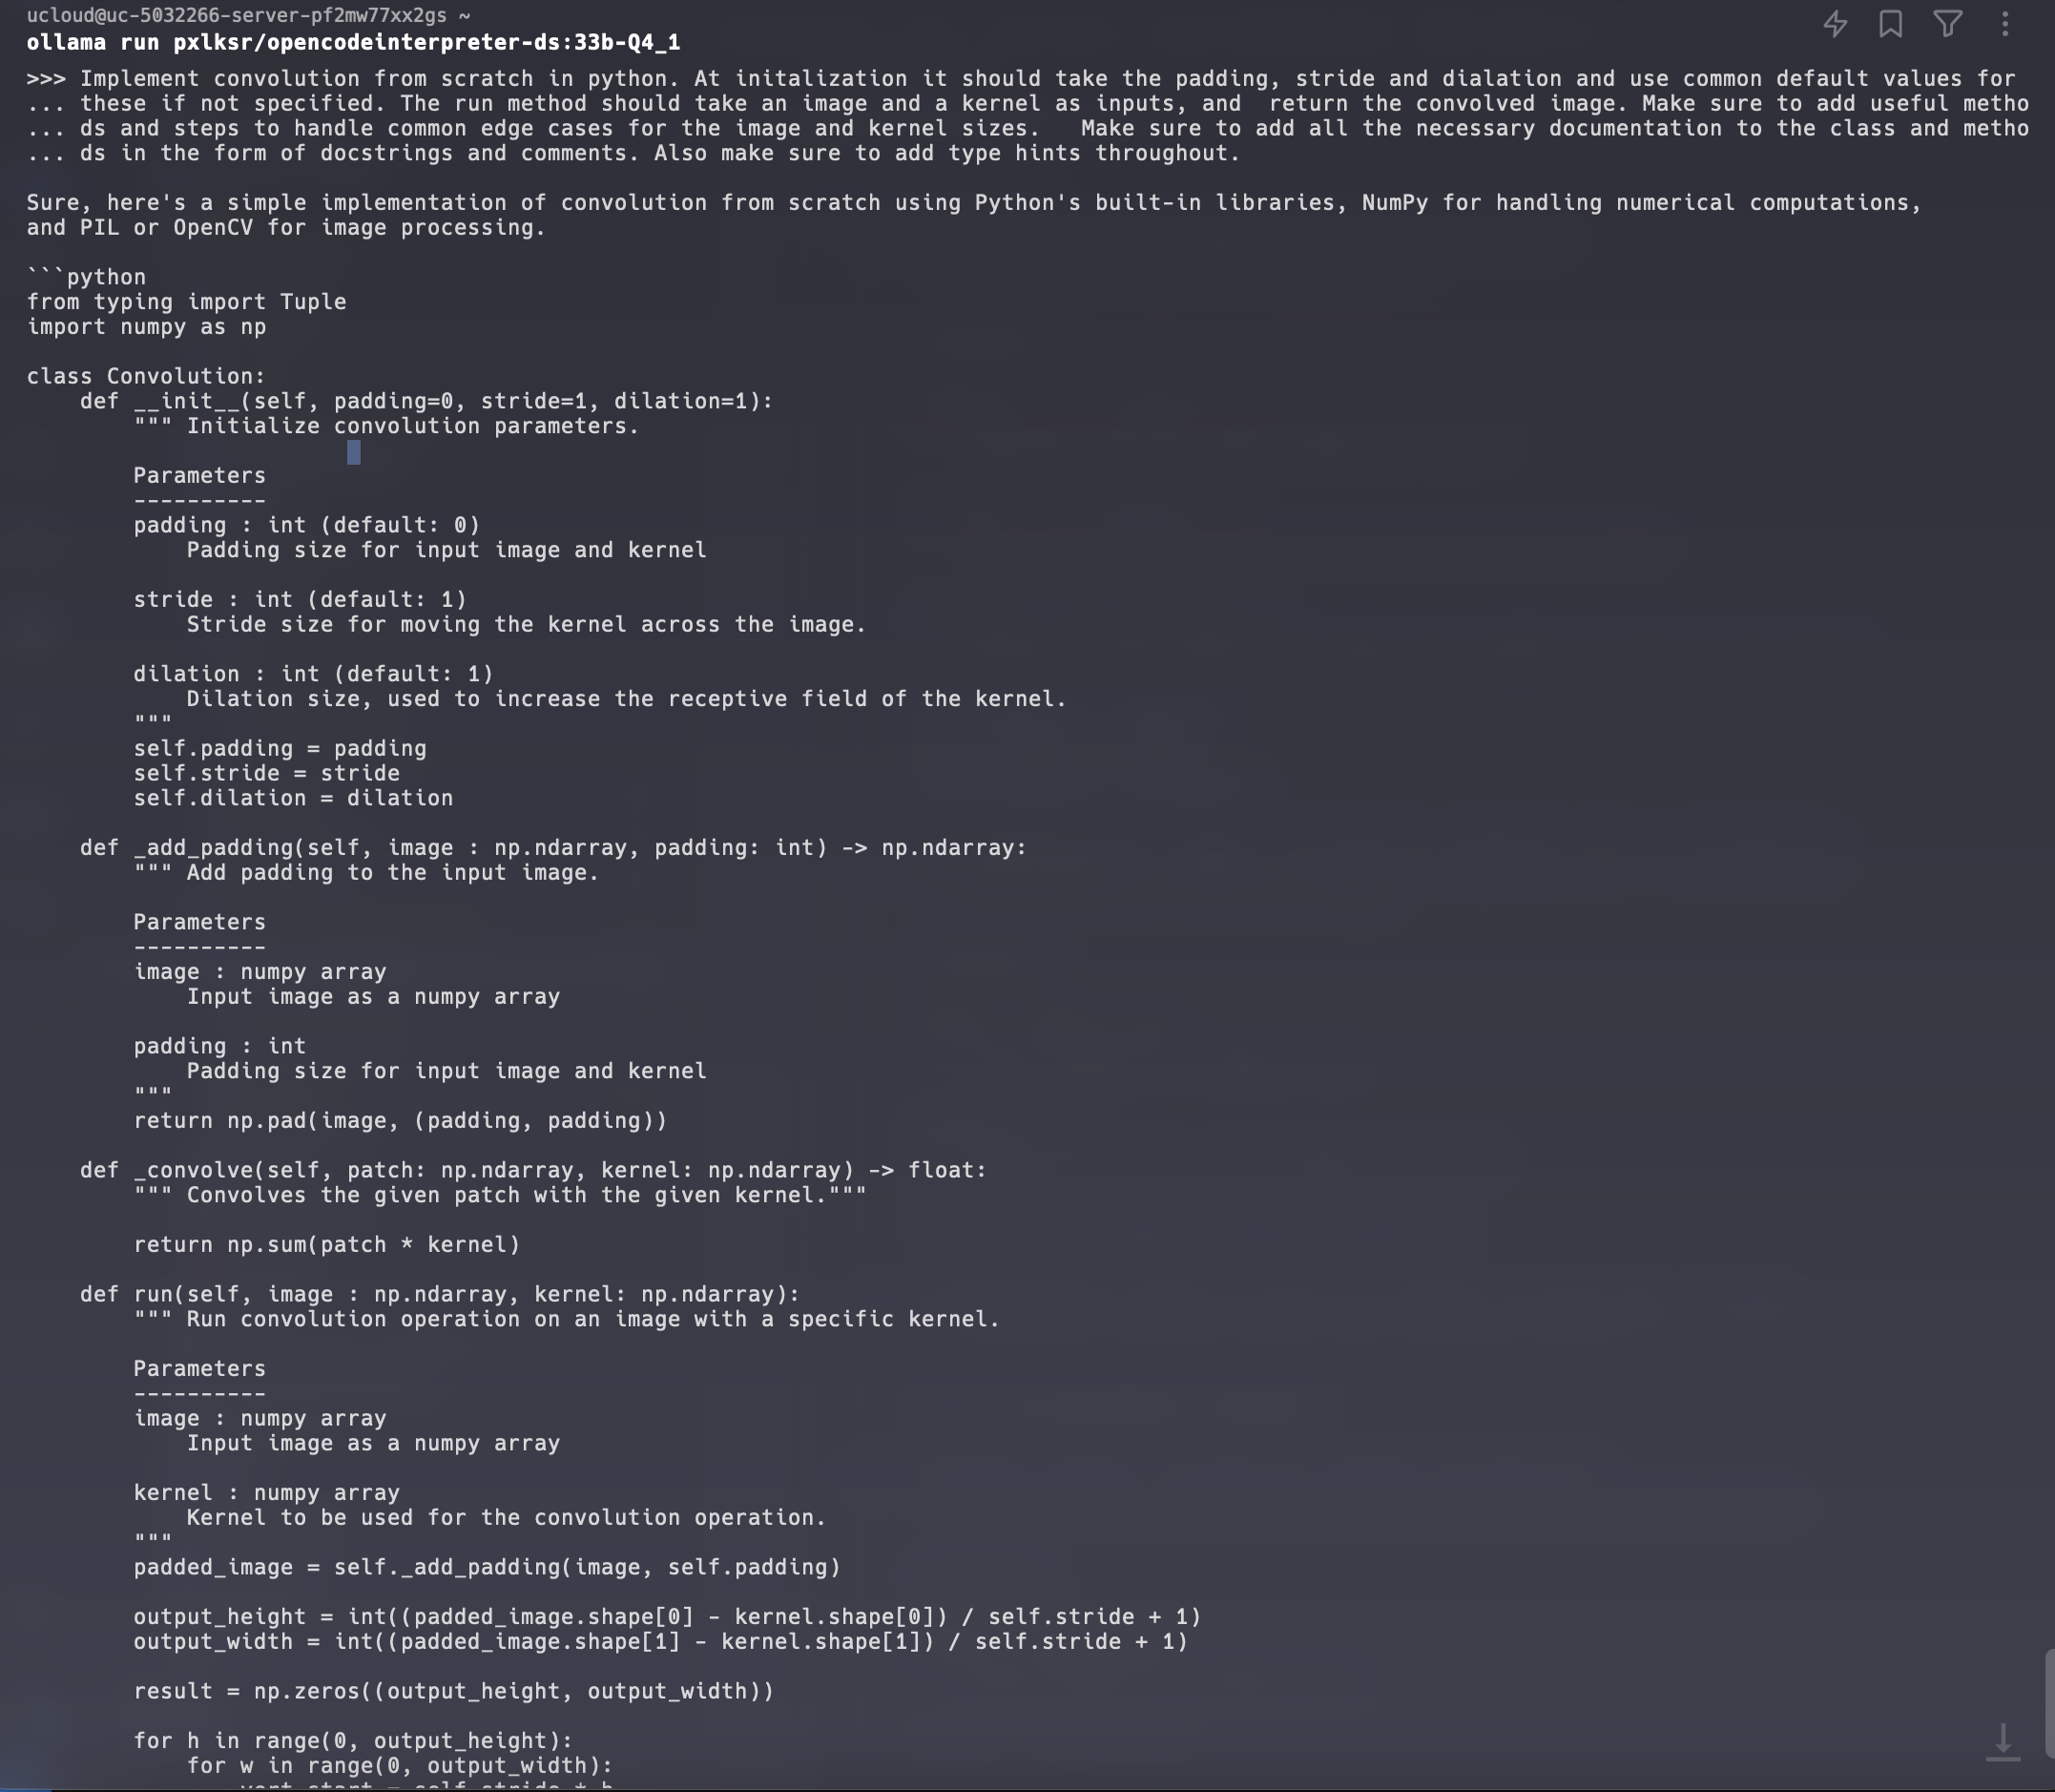 ucloud@uc-5032266-server-pf2mw77xx2gs ~
ollama run pxlksr/opencodeinterpreter-ds:33b-Q4_1
>>> Implement convolution from scratch in python. At initalization it should take the padding, stride and dialation and use common default values for
... these if not specified. The run method should take an image and a kernel as inputs, and  return the convolved image. Make sure to add useful metho
... ds and steps to handle common edge cases for the image and kernel sizes.   Make sure to add all the necessary documentation to the class and metho
... ds in the form of docstrings and comments. Also make sure to add type hints throughout.

Sure, here's a simple implementation of convolution from scratch using Python's built-in libraries, NumPy for handling numerical computations,
and PIL or OpenCV for image processing.

```python
from typing import Tuple
import numpy as np

class Convolution:
    def __init__(self, padding=0, stride=1, dilation=1):
        """ Initialize convolution parameters.

        Parameters
        ----------
        padding : int (default: 0)
            Padding size for input image and kernel

        stride : int (default: 1)
            Stride size for moving the kernel across the image.

        dilation : int (default: 1)
            Dilation size, used to increase the receptive field of the kernel.
        """
        self.padding = padding
        self.stride = stride
        self.dilation = dilation

    def _add_padding(self, image : np.ndarray, padding: int) -> np.ndarray:
        """ Add padding to the input image.

        Parameters
        ----------
        image : numpy array
            Input image as a numpy array

        padding : int
            Padding size for input image and kernel
        """
        return np.pad(image, (padding, padding))

    def _convolve(self, patch: np.ndarray, kernel: np.ndarray) -> float:
        """ Convolves the given patch with the given kernel."""

        return np.sum(patch * kernel)

    def run(self, image : np.ndarray, kernel: np.ndarray):
        """ Run convolution operation on an image with a specific kernel.

        Parameters
        ----------
        image : numpy array
            Input image as a numpy array

        kernel : numpy array
            Kernel to be used for the convolution operation.
        """
        padded_image = self._add_padding(image, self.padding)

        output_height = int((padded_image.shape[0] - kernel.shape[0]) / self.stride + 1)
        output_width = int((padded_image.shape[1] - kernel.shape[1]) / self.stride + 1)

        result = np.zeros((output_height, output_width))

        for h in range(0, output_height):
            for w in range(0, output_width):
                vert_start = self.stride * h